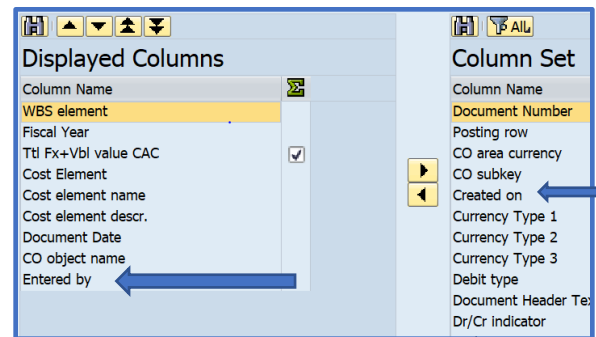 ALL
Displayed Columns
Column Name
WBS element
Fiscal Year
Ttl Fx+Vbl value CAC
Cost Element
Cost element name
Cost element descr.
Document Date
CO object name
Entered by
Column Set
Column Name
Document Number
Posting row
CO area currency
CO subkey
Created on
Currency Type 1
Currency Type 2
Currency Type 3
Debit type
Document Header Te
Dr/Cr indicator